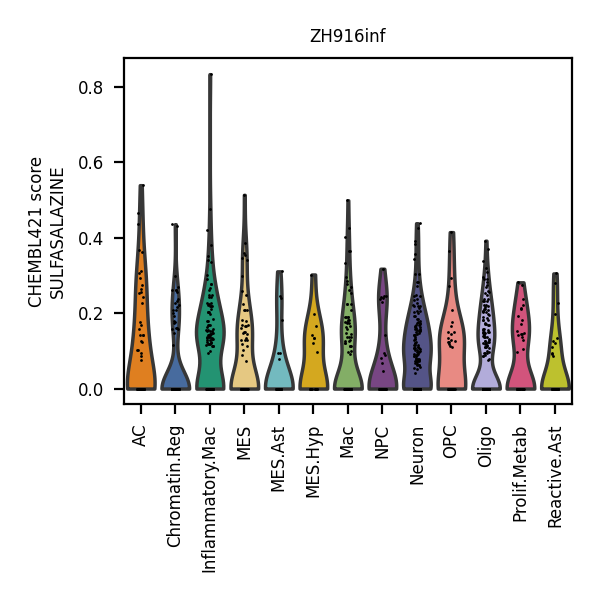 ZH916inf
CHEMBL421 score
SULFASALAZINE
0.8
0.6
0.4
0.2
0.0
AC
Chromatin.Reg
Inflammatory.Mac
MES
MES.Ast
MES.Hyp
Mac
NPC
Neuron
OPC
Oligo
Prolif.Metab
Reactive.Ast